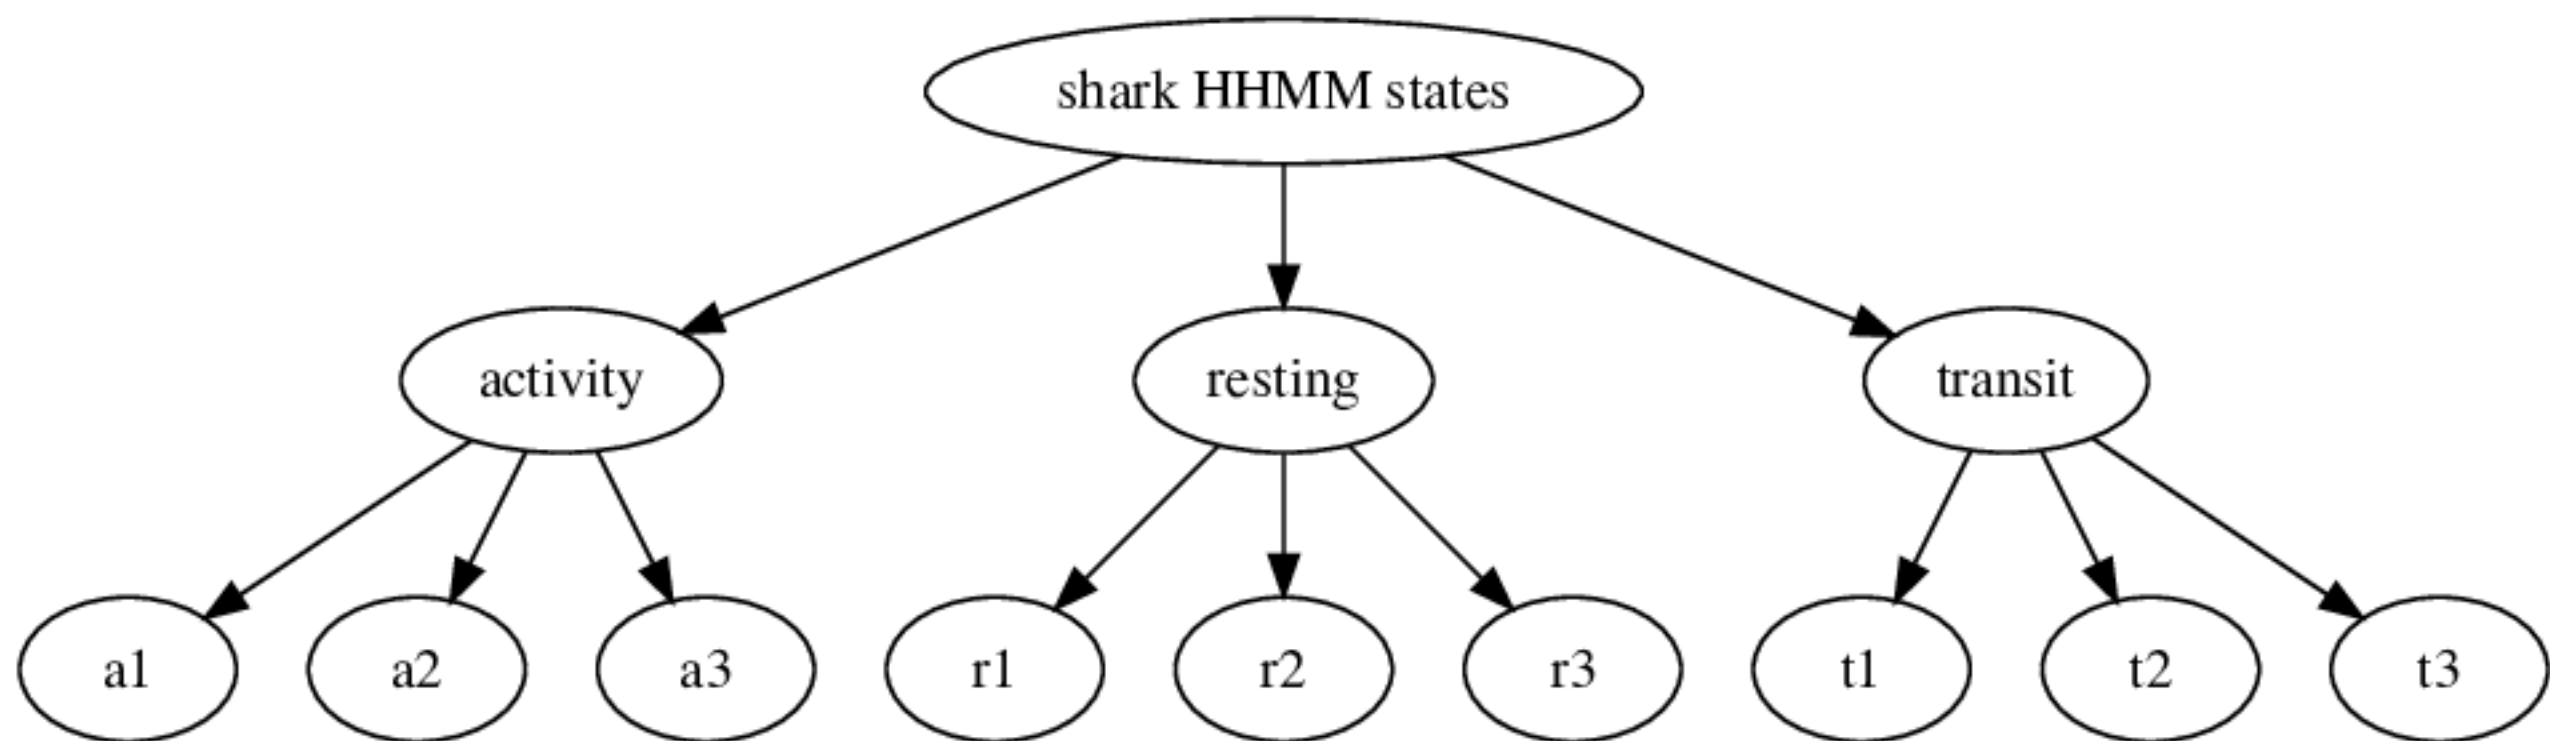 shark HHMM states
activity
resting
transit
a1
a2
a3
r1
r2
r3
t1
t2
t3